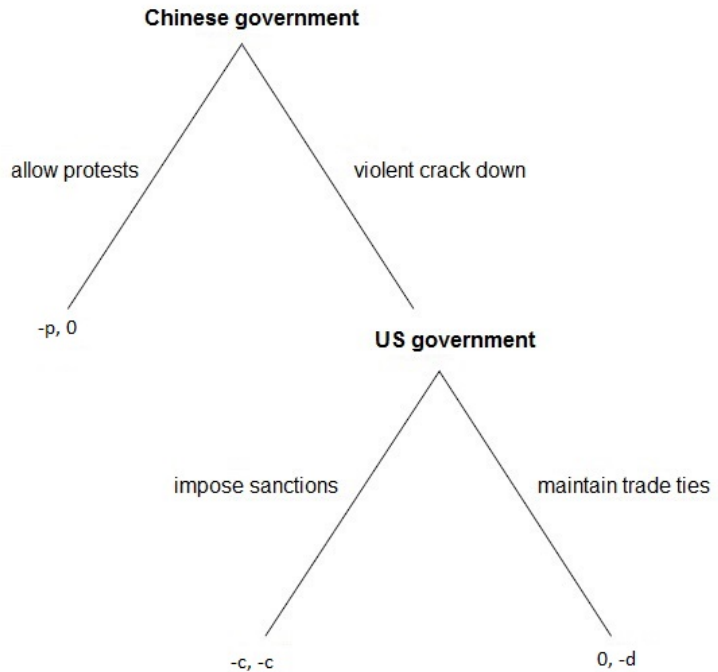 Chinese government
allow protests
violent crack down
-p, 0
US government
impose sanctions
maintain trade ties
-c, -c
0, -d